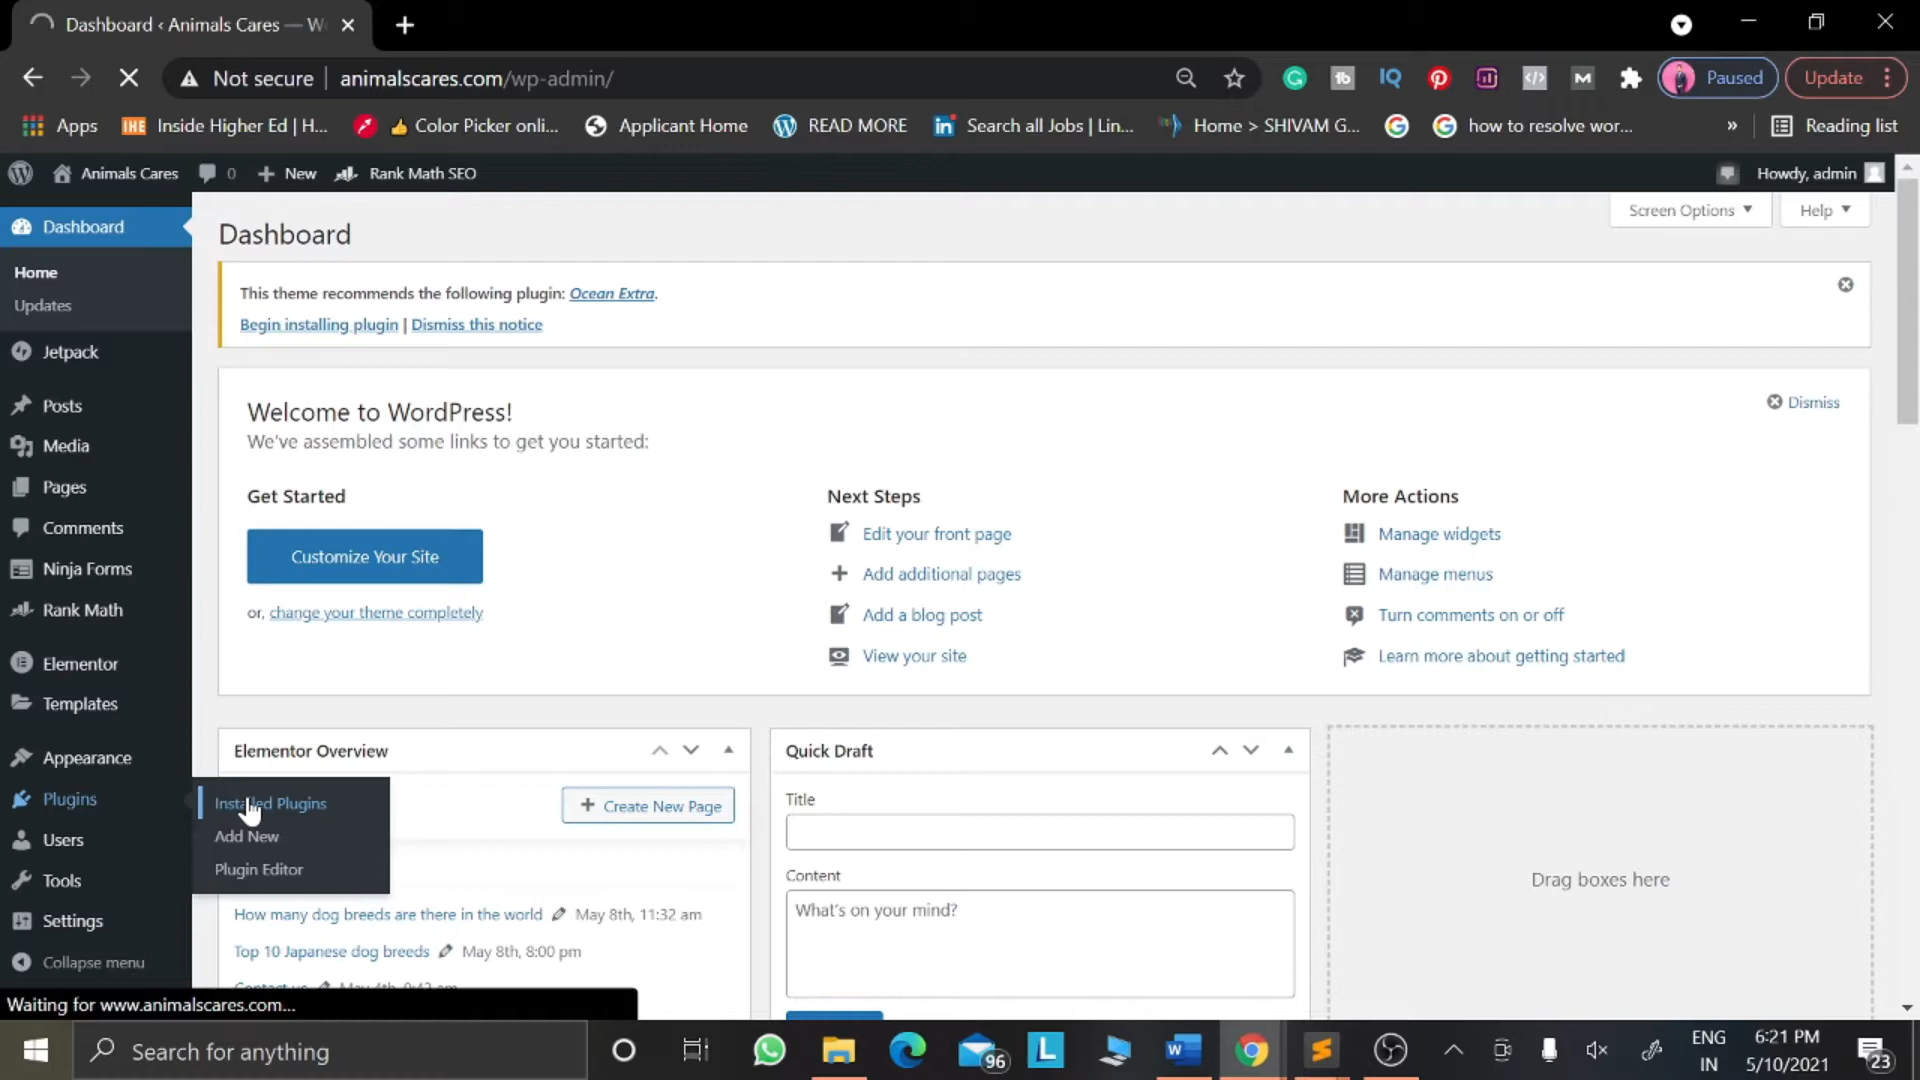 Dashboard ‹ Animals Cares — W
Not secure | animalscares.com/wp-admin/
Paused
Update
Apps
IHE Inside Higher Ed | H...
Color Picker onli...
Applicant Home
READ MORE
in Search all Jobs | Lin...
Home > SHIVAM G...
how to resolve wor...
»
Reading list
Animals Cares
0
New
Rank Math SEO
Howdy, admin
Dashboard
Home
Updates
Jetpack
Posts
Media
Pages
Comments
Ninja Forms
Rank Math
Elementor
Templates
Appearance
Plugins
Users
Tools
Settings
Collapse menu
Installed Plugins
Add New
Plugin Editor
Dashboard
Screen Options
Help
This theme recommends the following plugin: Ocean Extra.
Begin installing plugin | Dismiss this notice
Welcome to WordPress!
We've assembled some links to get you started:
Dismiss
Get Started
Customize Your Site
or, change your theme completely
Next Steps
Edit your front page
Add additional pages
Add a blog post
View your site
More Actions
Manage widgets
Manage menus
Turn comments on or off
Learn more about getting started
Elementor Overview
Create New Page
How many dog breeds are there in the world May 8th, 11:32 am
Top 10 Japanese dog breeds May 8th, 8:00 pm
Contact us May 4th, 9:42 am
Quick Draft
Title
Content
What's on your mind?
Drag boxes here
Waiting for www.animalscares.com...
Search for anything
96
L
ENG
IN
6:21 PM
5/10/2021
23